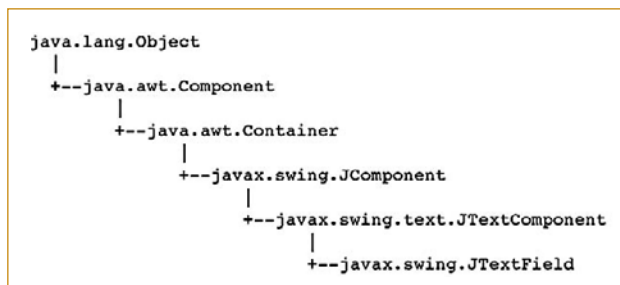 java.lang.Object
|
+--java.awt.Component
|
+--java.awt.Container
|
+--javax.swing.JComponent
|
+--javax.swing.text.JTextComponent
|
+--javax.swing.JTextField